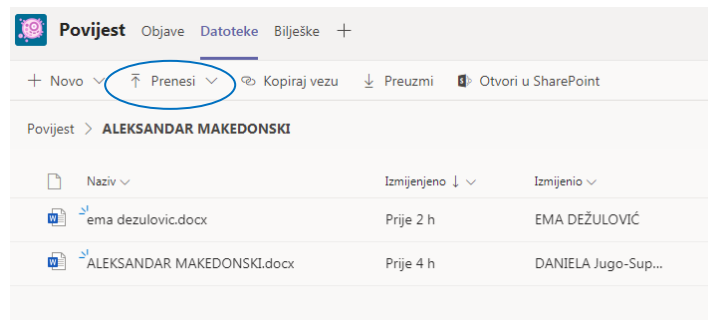 Povijest Objave Datoteke Bilješke +
+ Novo Prenesi Kopiraj vezu Preuzmi Otvori u SharePoint
Povijest > ALEKSANDAR MAKEDONSKI
Naziv Izmijenjeno ↓ Izmijenio
ema dezulovic.docx Prije 2 h EMA DEŽULOVIĆ
ALEKSANDAR MAKEDONSKI.docx Prije 4 h DANIELA Jugo-Sup...